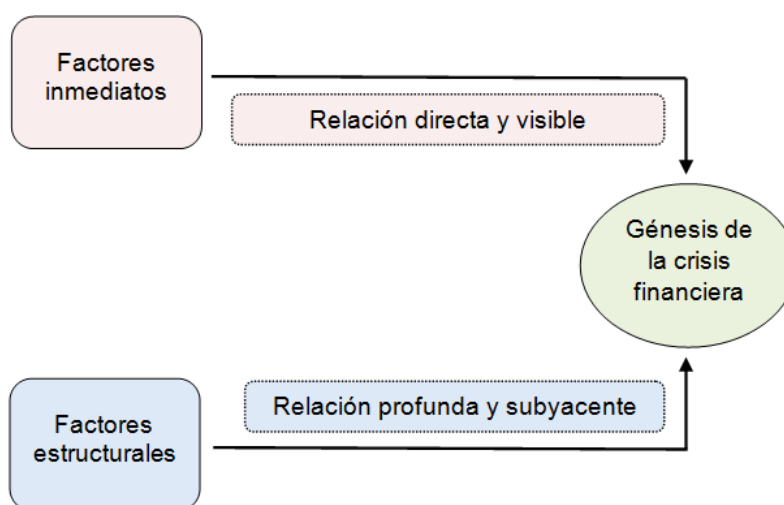 Factores
inmediatos
Relación directa y visible
Génesis de
la crisis
financiera
Relación profunda y subyacente
Factores
estructurales